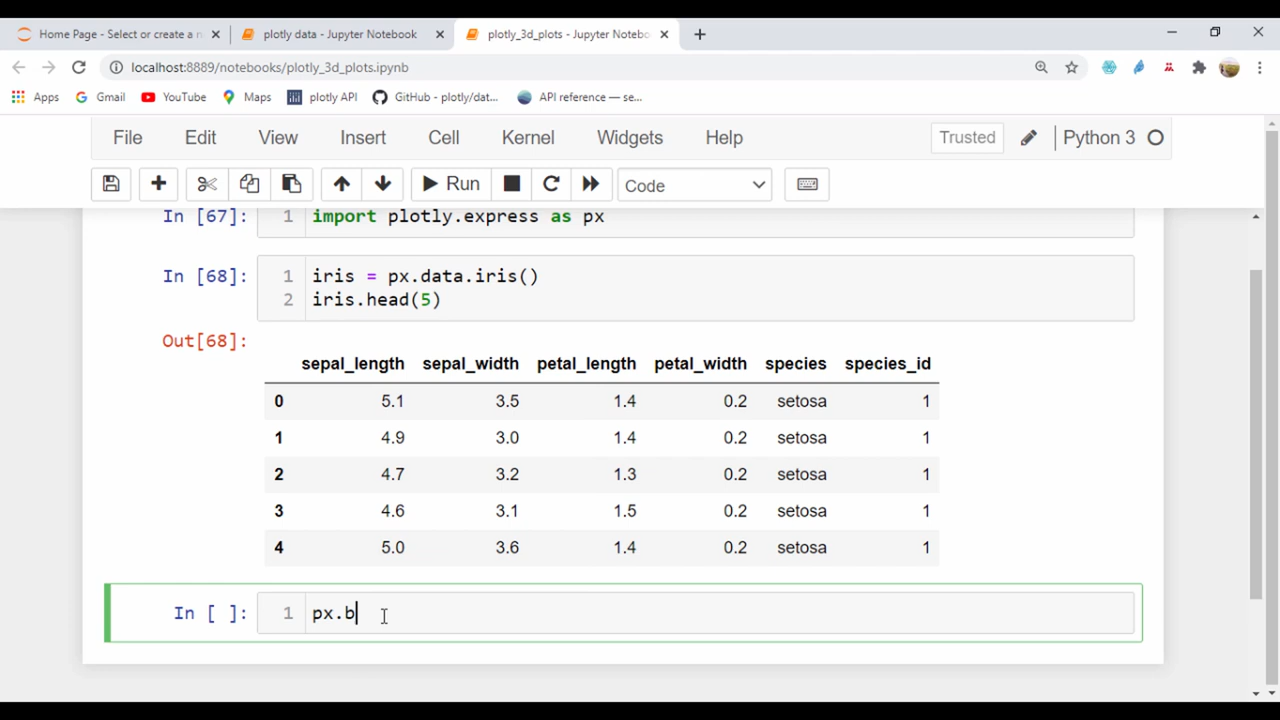 Home Page - Select or create a n
plotly data - Jupyter Notebook
plotly_3d_plots - Jupyter Notebo
localhost:8889/notebooks/plotly_3d_plots.ipynb
Apps Gmail YouTube Maps plotly API GitHub - plotly/dat... API reference — se...
File Edit View Insert Cell Kernel Widgets Help Trusted Python 3
Run Code
In [67]: 1 import plotly.express as px
In [68]: 1 iris = px.data.iris()
2 iris.head(5)
Out[68]:
sepal_length sepal_width petal_length petal_width species species_id
0 5.1 3.5 1.4 0.2 setosa 1
1 4.9 3.0 1.4 0.2 setosa 1
2 4.7 3.2 1.3 0.2 setosa 1
3 4.6 3.1 1.5 0.2 setosa 1
4 5.0 3.6 1.4 0.2 setosa 1
In [ ]: 1 px.b